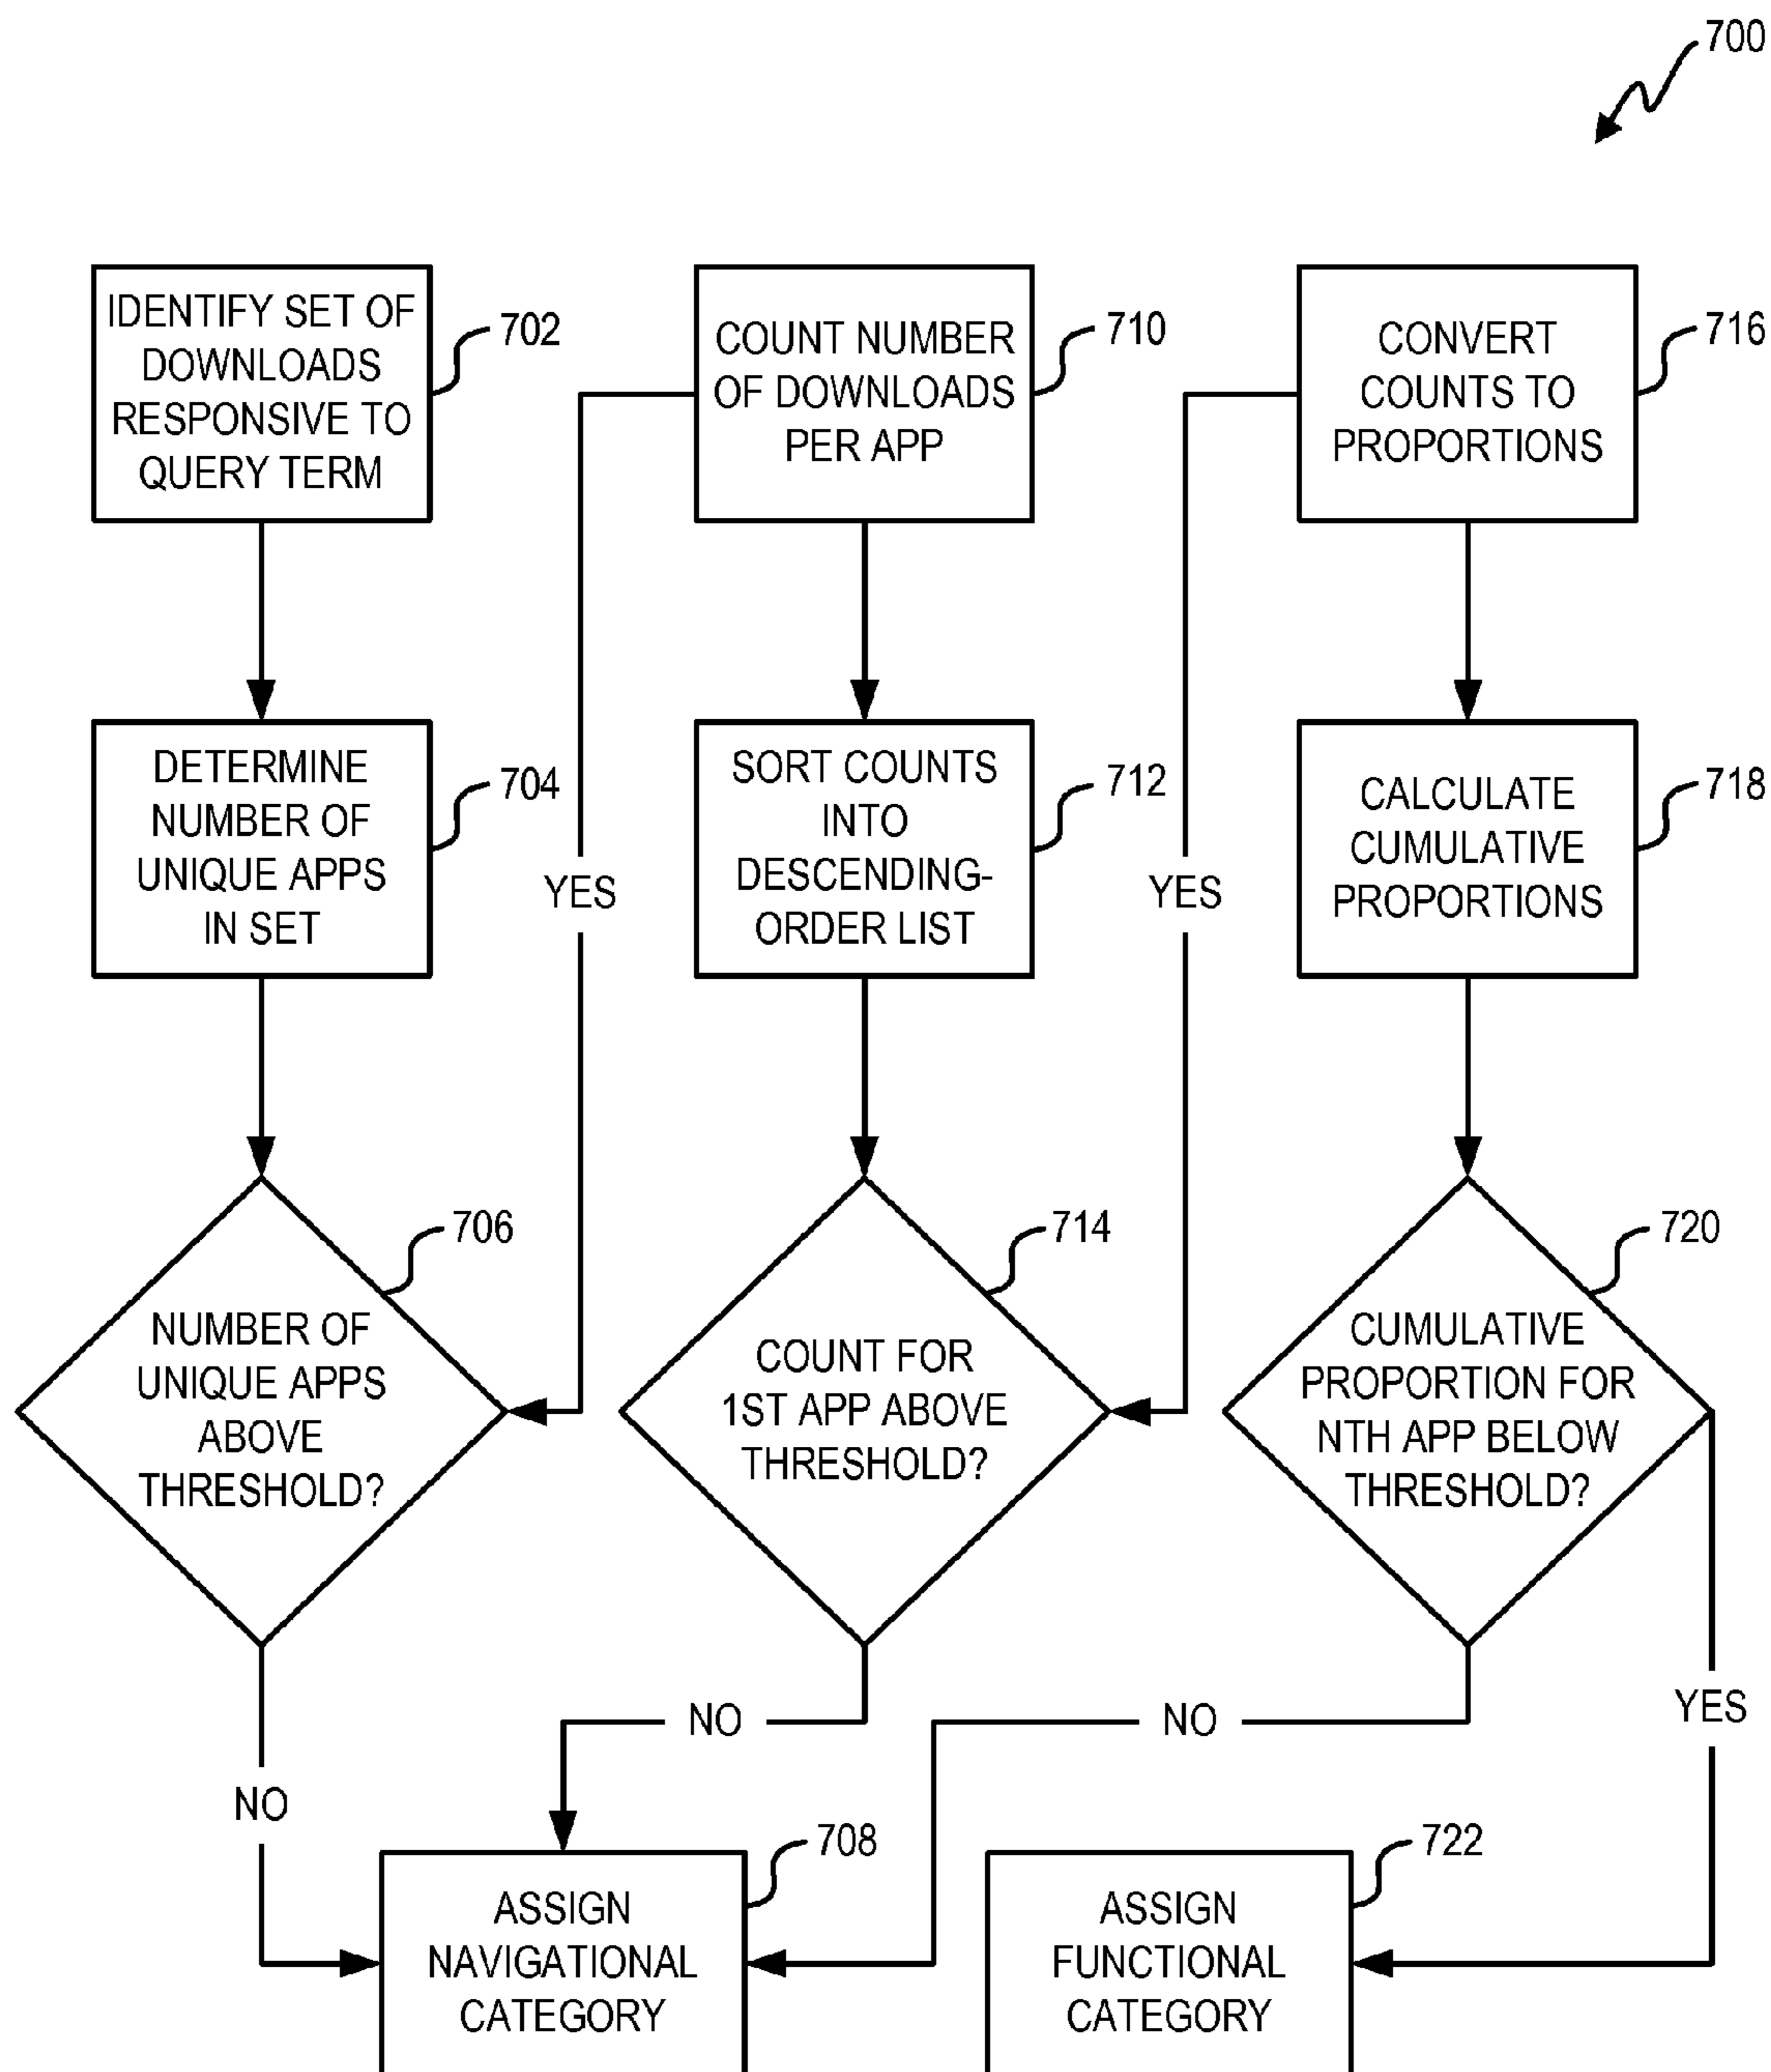 700
IDENTIFY SET OF
DOWNLOADS
RESPONSIVE TO
QUERY TERM
702
COUNT NUMBER
OF DOWNLOADS
PER APP
710
CONVERT
COUNTS TO
PROPORTIONS
716
DETERMINE
NUMBER OF
UNIQUE APPS
IN SET
704
YES
SORT COUNTS
INTO
DESCENDING-
ORDER LIST
712
YES
CALCULATE
CUMULATIVE
PROPORTIONS
718
NUMBER OF
UNIQUE APPS
ABOVE
THRESHOLD?
706
COUNT FOR
1ST APP ABOVE
THRESHOLD?
714
CUMULATIVE
PROPORTION FOR
NTH APP BELOW
THRESHOLD?
720
NO
NO
NO
YES
ASSIGN
NAVIGATIONAL
CATEGORY
708
ASSIGN
FUNCTIONAL
CATEGORY
722